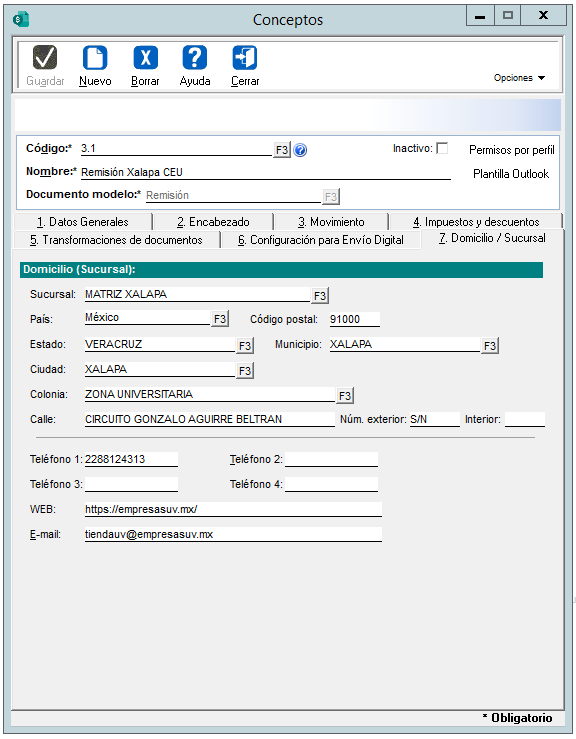 Conceptos
Guardar Nuevo Borrar Ayuda Cerrar
Opciones
Código:* 3.1 F3 ? Inactivo: Permisos por perfil
Nombre:* Remisión Xalapa CEU Plantilla Outlook
Documento modelo:* Remisión F3
1. Datos Generales 2. Encabezado 3. Movimiento 4. Impuestos y descuentos
5. Transformaciones de documentos 6. Configuración para Envío Digital 7. Domicilio / Sucursal
Domicilio (Sucursal):
Sucursal: MATRIZ XALAPA F3
País: México F3 Código postal: 91000
Estado: VERACRUZ F3 Municipio: XALAPA F3
Ciudad: XALAPA F3
Colonia: ZONA UNIVERSITARIA F3
Calle: CIRCUITO GONZALO AGUIRRE BELTRAN Núm. exterior: S/N Interior:
Teléfono 1: 2288124313 Teléfono 2:
Teléfono 3: Teléfono 4:
WEB: https://empresasuv.mx/
E-mail: tiendauv@empresasuv.mx
* Obligatorio